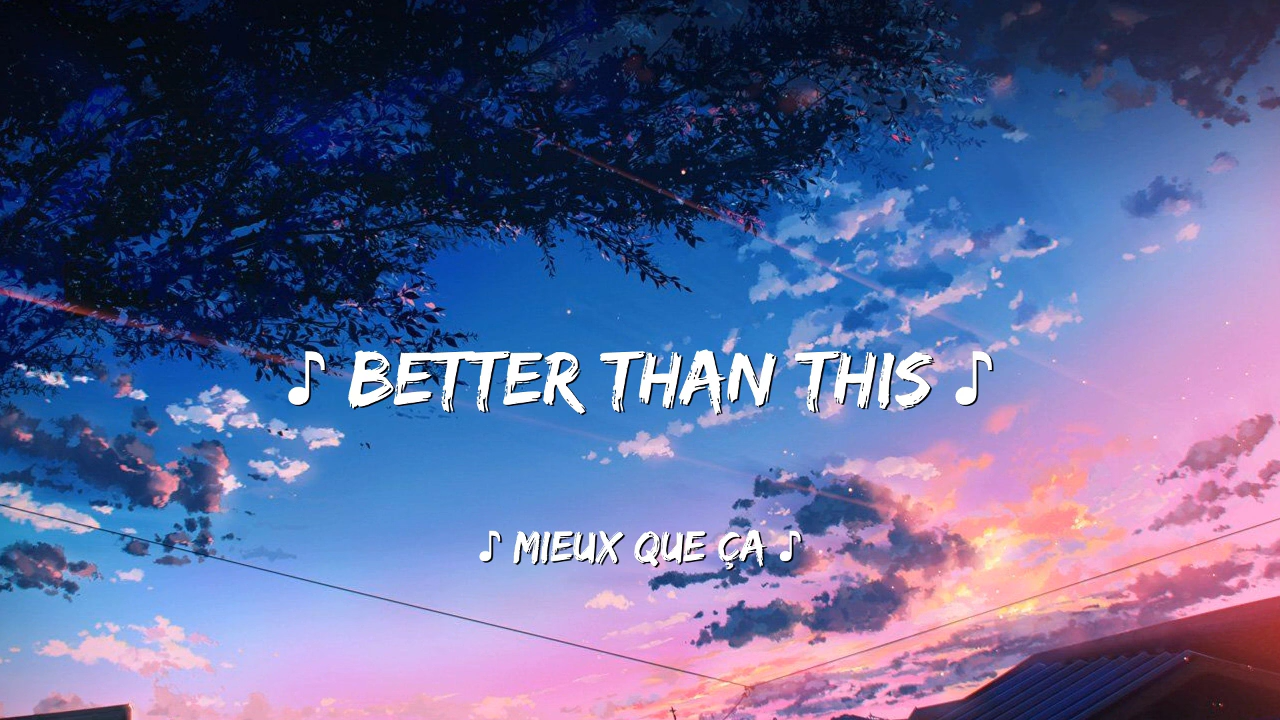 ♪ BETTER THAN THIS ♪
♪ MIEUX QUE ÇA ♪